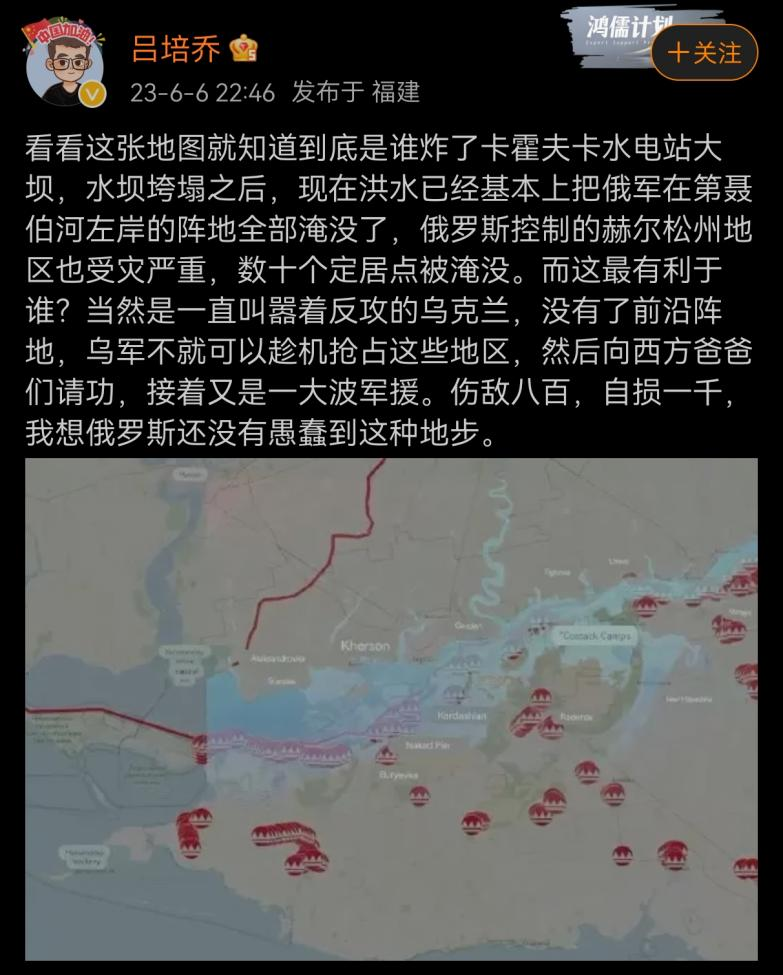 中国加油!
吕培乔
鸿儒计划
+关注
23-6-6 22:46 发布于 福建
看看这张地图就知道到底是谁炸了卡霍夫卡水电站大
坝，水坝垮塌之后，现在洪水已经基本上把俄军在第聂
伯河左岸的阵地全部淹没了，俄罗斯控制的赫尔松州地
区也受灾严重，数十个定居点被淹没。而这最有利于
谁？当然是一直叫嚣着反攻的乌克兰，没有了前沿阵
地，乌军不就可以趁机抢占这些地区，然后向西方爸爸
们请功，接着又是一大波军援。伤敌八百，自损一千，
我想俄罗斯还没有愚蠢到这种地步。
"Cossack Camps
Kherson
Kardashian